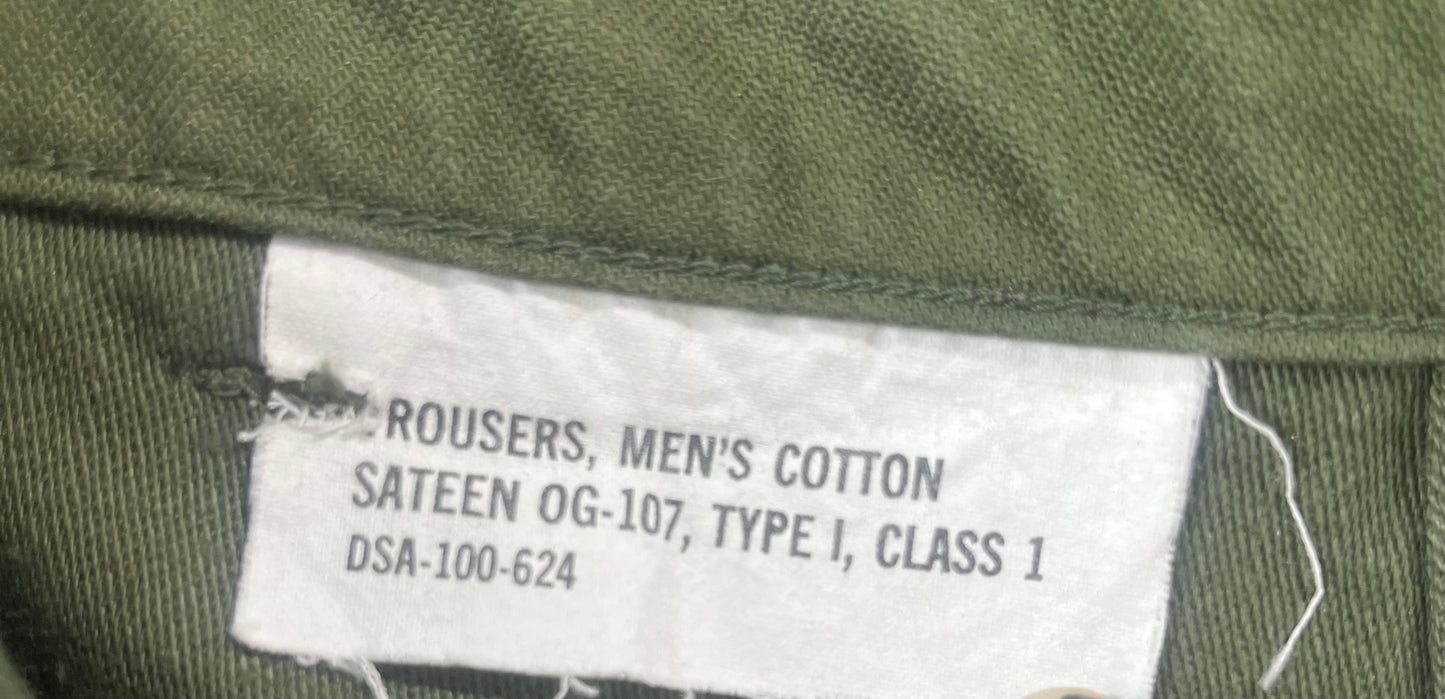 ROUSERS, MEN'S COTTON
SATEEN OG-107, TYPE I, CLASS 1
DSA-100-624